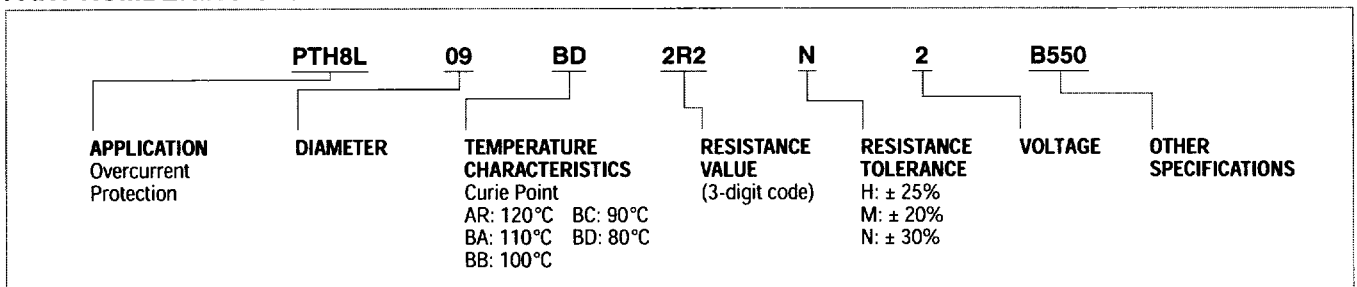 PTH8L 09 BD 2R2 N 2 B550
APPLICATION
Overcurrent
Protection
DIAMETER
TEMPERATURE
CHARACTERISTICS
Curie Point
AR: 120°C BC: 90°C
BA: 110°C BD: 80°C
BB: 100°C
RESISTANCE
VALUE
(3-digit code)
RESISTANCE
TOLERANCE
H: ± 25%
M: ± 20%
N: ± 30%
VOLTAGE
OTHER
SPECIFICATIONS